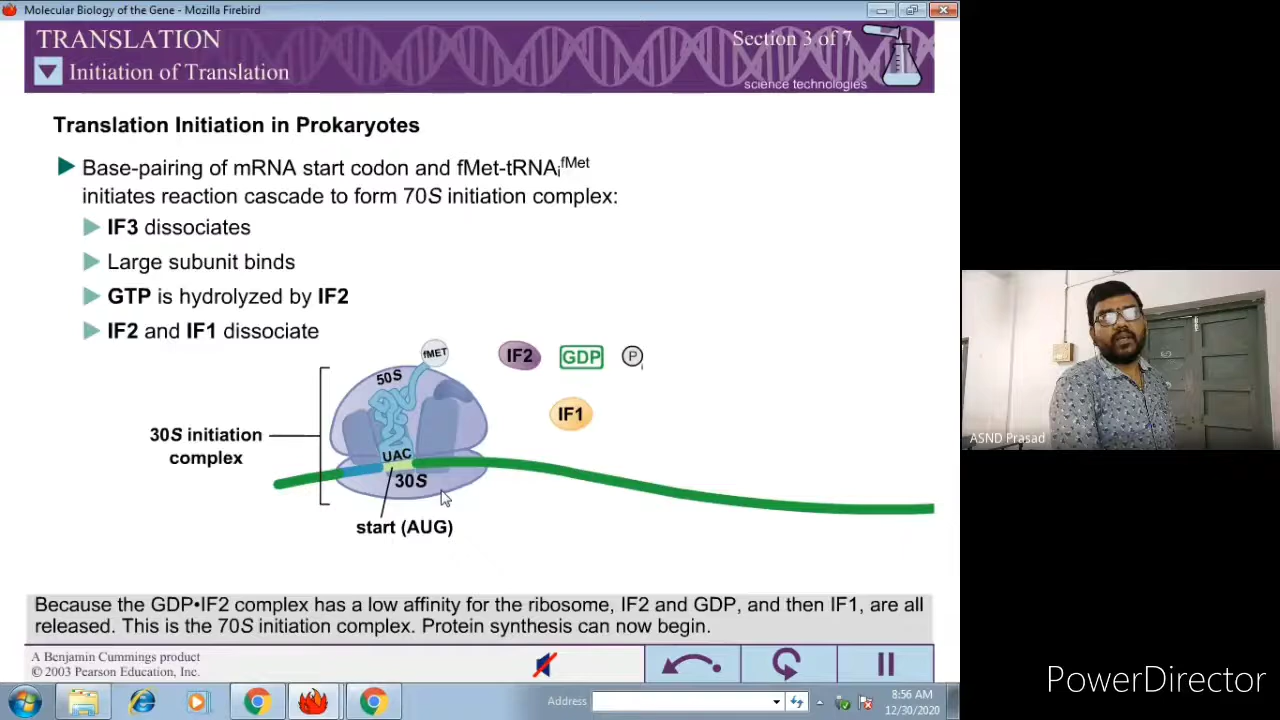 Molecular Biology of the Gene - Mozilla Firebird
TRANSLATION
Section 3 of 7
Initiation of Translation
science technologies
Translation Initiation in Prokaryotes
Base-pairing of mRNA start codon and fMet-tRNAifMet
initiates reaction cascade to form 70S initiation complex:
IF3 dissociates
Large subunit binds
GTP is hydrolyzed by IF2
IF2 and IF1 dissociate
fMET
IF2
GDP
Pi
50S
IF1
30S initiation
complex
UAC
30S
start (AUG)
ASND Prasad
Because the GDP•IF2 complex has a low affinity for the ribosome, IF2 and GDP, and then IF1, are all
released. This is the 70S initiation complex. Protein synthesis can now begin.
A Benjamin Cummings product
© 2003 Pearson Education, Inc.
PowerDirector
Address
8:56 AM
12/30/2020